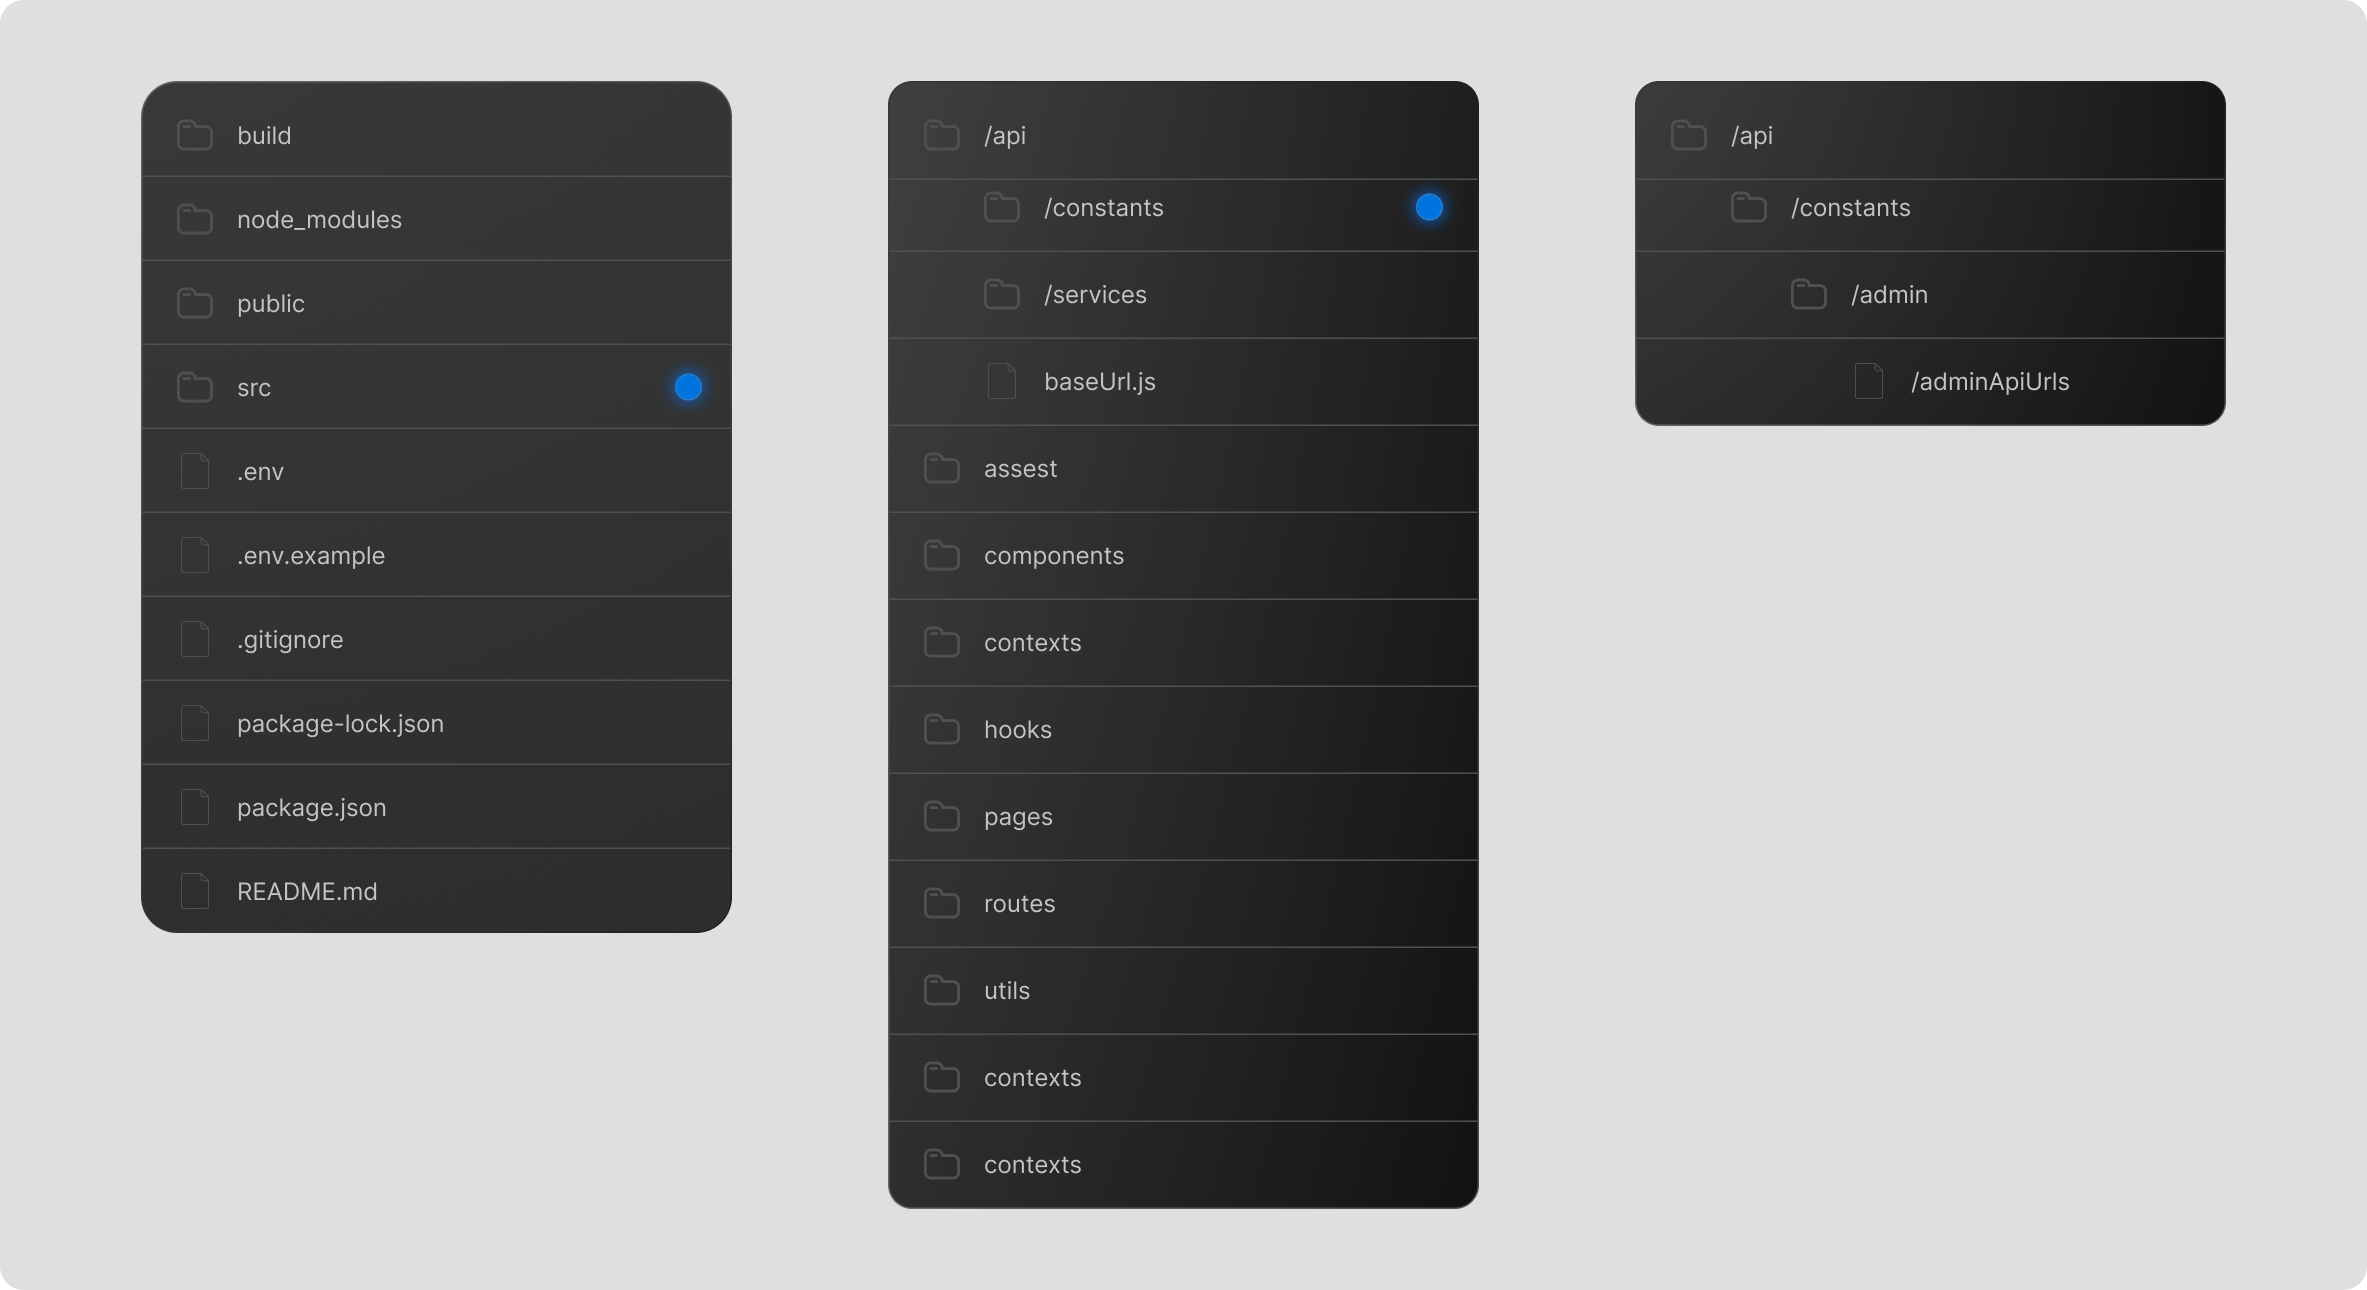 build
node_modules
public
src
.env
.env.example
.gitignore
package-lock.json
package.json
README.md
/api
/constants
/services
baseUrl.js
assest
components
contexts
hooks
pages
routes
utils
contexts
contexts
/api
/constants
/admin
/adminApiUrls